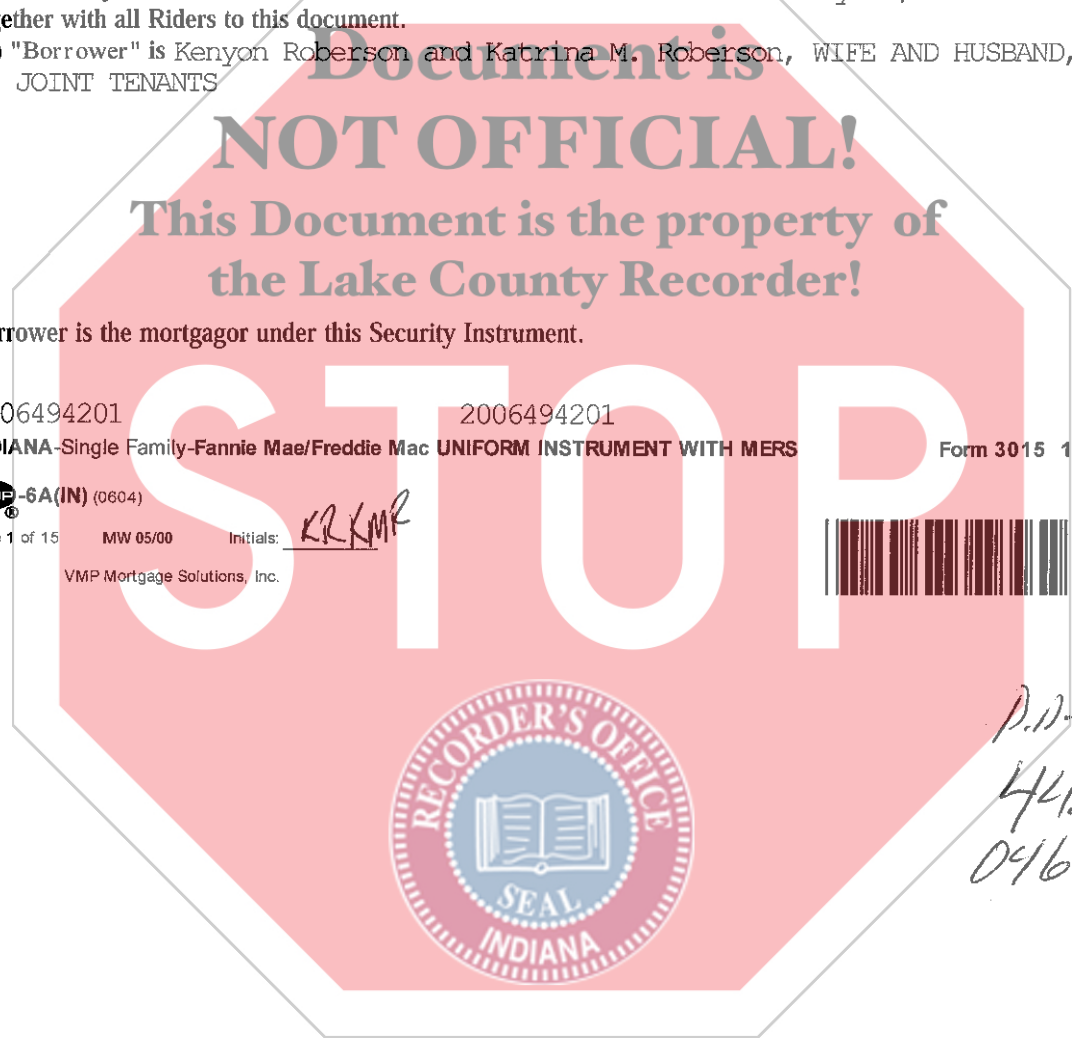 gether with all Riders to this document.
"Borrower" is Kenyon Roberson and Katrina M. Roberson, WIFE AND HUSBAND,
JOINT TENANTS
Document is
NOT OFFICIAL!
This Document is the property of
the Lake County Recorder!
rrower is the mortgagor under this Security Instrument.
STOP
06494201 2006494201
DIANA-Single Family-Fannie Mae/Freddie Mac UNIFORM INSTRUMENT WITH MERS Form 3015 1
-6A(IN) (0604)
1 of 15 MW 05/00 Initials: KR KMR
VMP Mortgage Solutions, Inc.
RECORDER'S OFFICE
SEAL
INDIANA